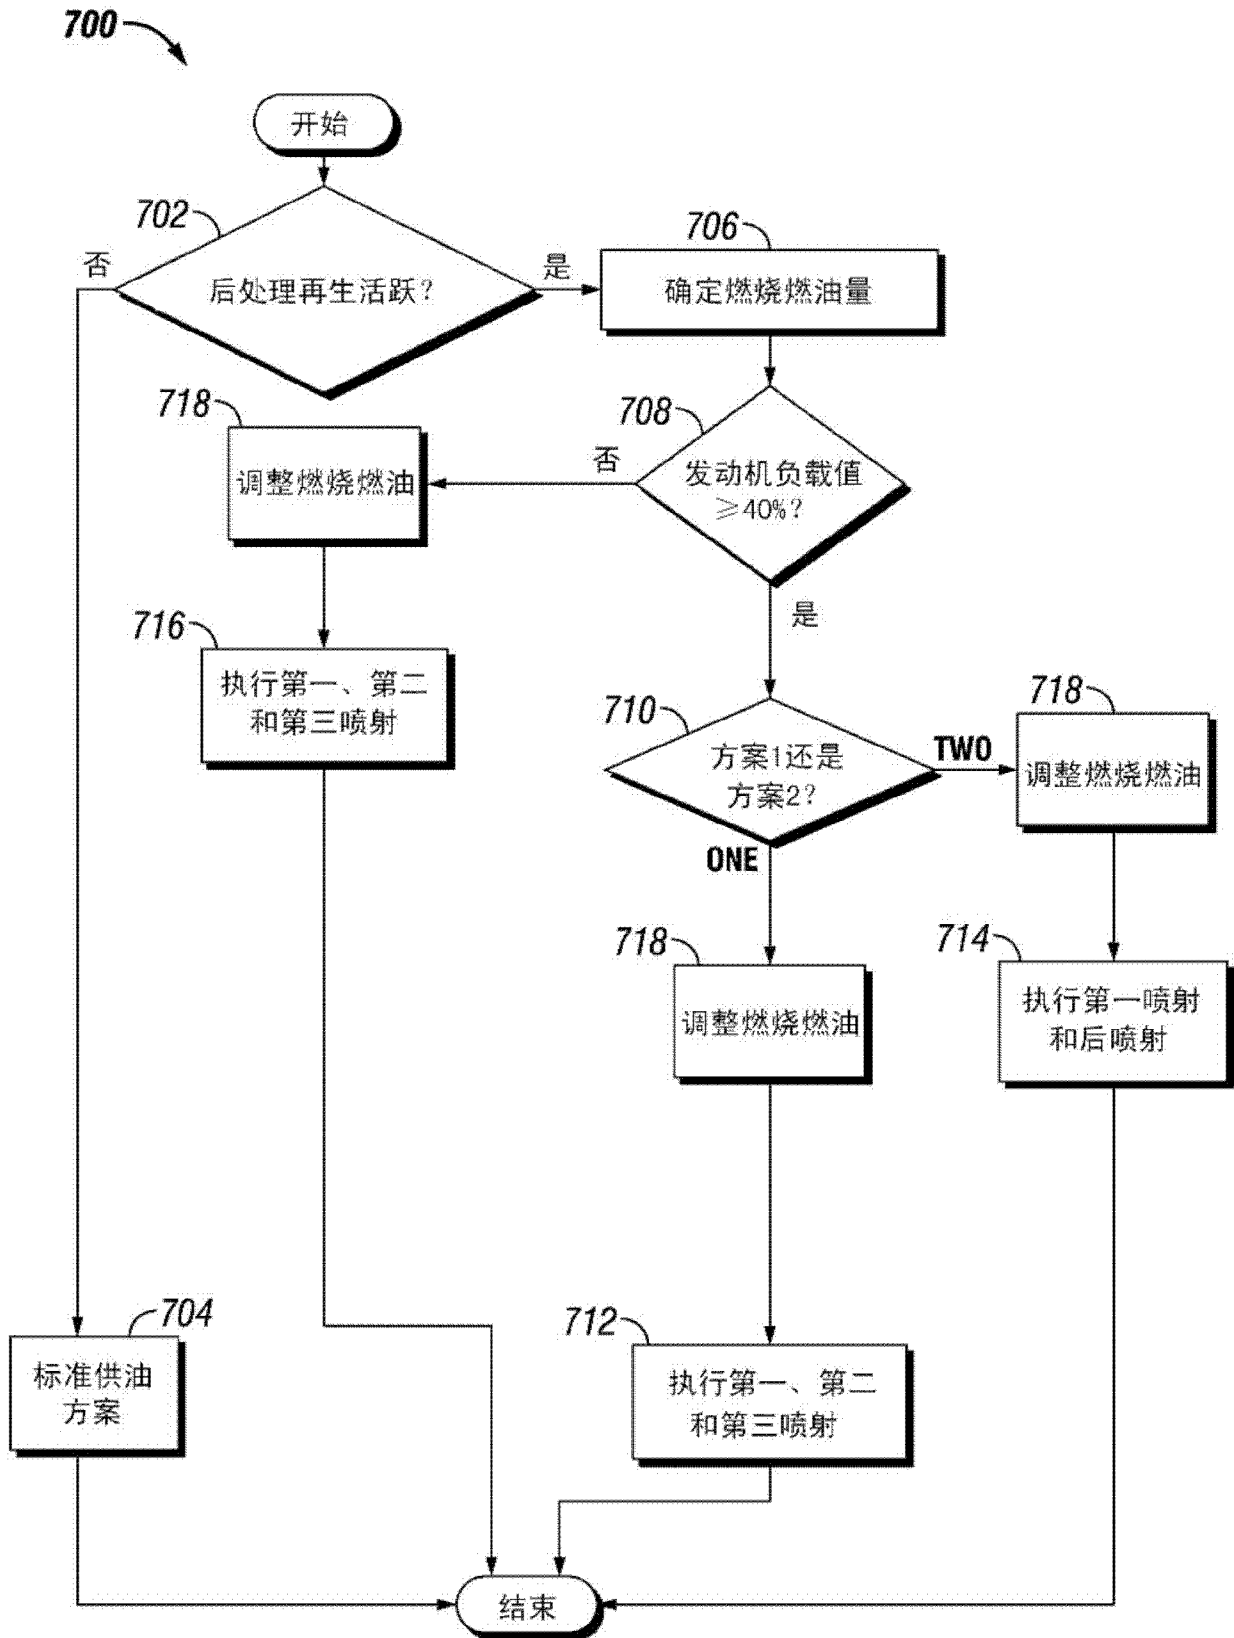 700
开始
702
否
后处理再生活跃?
是
706
确定燃烧燃油量
718
调整燃烧燃油
否
708
发动机负载值
≥40%?
是
716
执行第一、第二
和第三喷射
710
方案1还是
方案2?
TWO
ONE
718
调整燃烧燃油
718
调整燃烧燃油
714
执行第一喷射
和后喷射
704
标准供油
方案
712
执行第一、第二
和第三喷射
结束